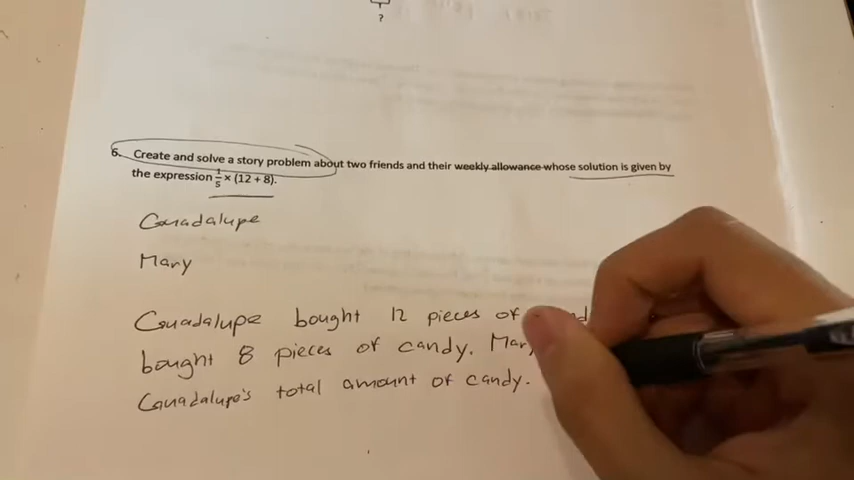 ?
6. Create and solve a story problem about two friends and their weekly allowance whose solution is given by
the expression 1/5 × (12 + 8).
Guadalupe
Mary
Guadalupe bought 12 pieces of
bought 8 pieces of candy. Mary
Guadalupe's total amount of candy.